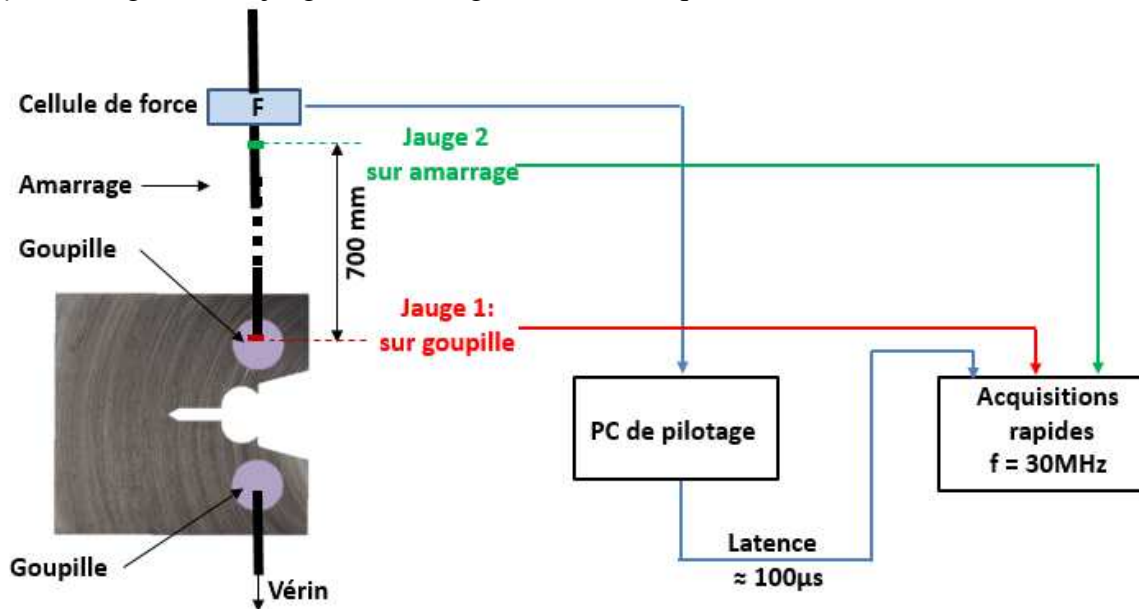 Cellule de force
F
Jauge 2
sur amarrage
Amarrage
700 mm
Goupille
Jauge 1:
sur goupille
PC de pilotage
Acquisitions
rapides
f = 30MHz
Latence
≈ 100µs
Goupille
Vérin